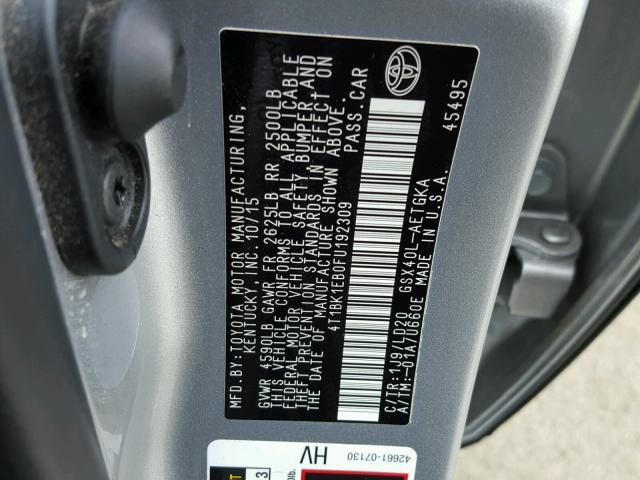 MFD.BY:TOYOTA MOTOR MANUFACTURING,
KENTUCKY, INC. 10/15
GVWR 4590LB GAWR FR 2625LB RR 2500LB
THIS VEHICLE CONFORMS TO ALL APPLICABLE
FEDERAL MOTOR VEHICLE SAFETY, BUMPER AND
THEFT PREVENTION STANDARDS IN EFFECT ON
THE DATE OF MANUFACTURE SHOWN ABOVE.
4T1BK1EB0FU192309 PASS.CAR
C/TR:1J9/LD20 GSX40L-AETGKA
A/TM:-01A/U660E MADE IN U.S.A.
45495
42661-07130
HV